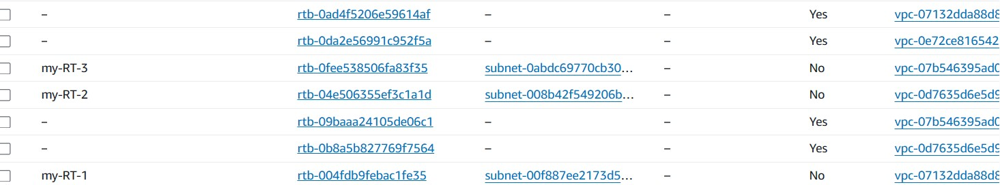 – rtb-0ad4f5206e59614af – – Yes vpc-07132dda88d8
– rtb-0da2e56991c952f5a – – Yes vpc-0e72ce816542
my-RT-3 rtb-0fee538506fa83f35 subnet-0abdc69770cb30… – No vpc-07b546395ad0
my-RT-2 rtb-04e506355ef3c1a1d subnet-008b42f549206b… – No vpc-0d7635d6e5d9
– rtb-09baaa24105de06c1 – – Yes vpc-07b546395ad0
– rtb-0b8a5b827769f7564 – – Yes vpc-0d7635d6e5d9
my-RT-1 rtb-004fdb9febac1fe35 subnet-00f887ee2173d5… – No vpc-07132dda88d8